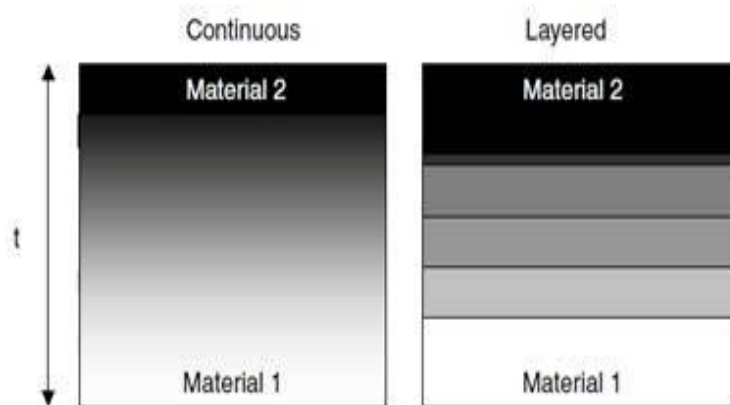 Continuous
Layered
Material 2
Material 2
t
Material 1
Material 1